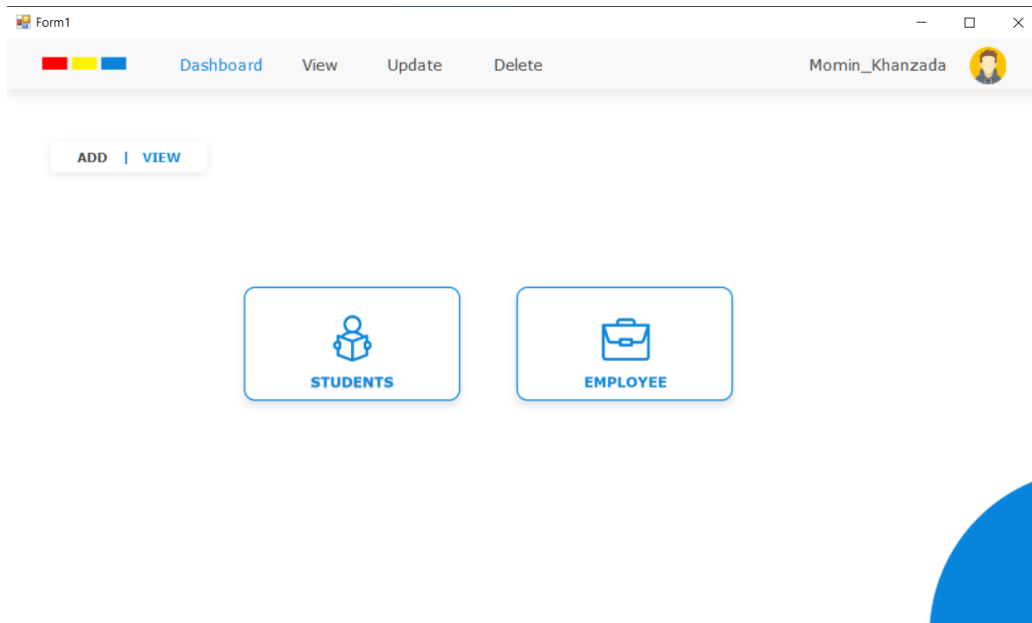 Form1
Dashboard View Update Delete Momin_Khanzada
ADD | VIEW
STUDENTS EMPLOYEE